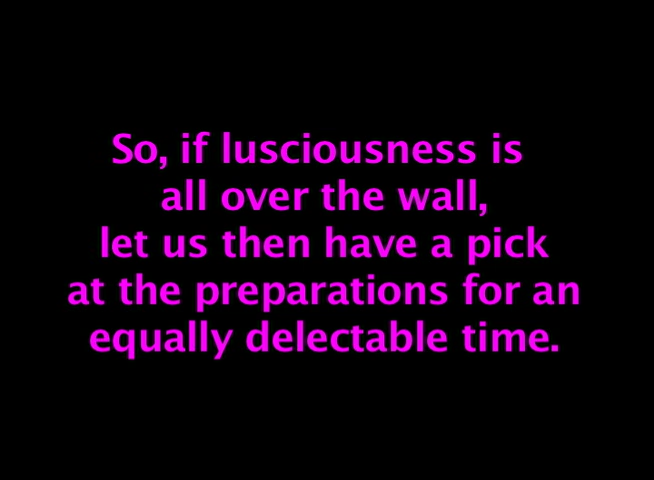 So, if lusciousness is
all over the wall,
let us then have a pick
at the preparations for an
equally delectable time.